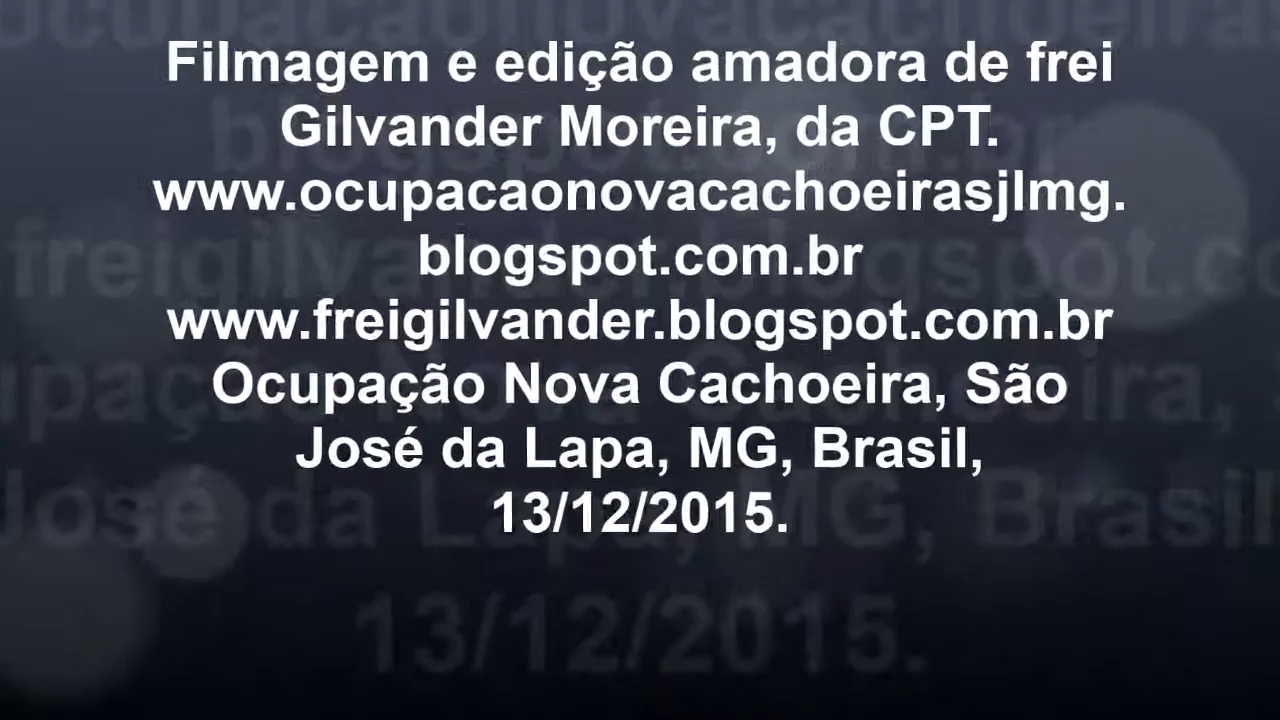 Filmagem e edição amadora de frei
Gilvander Moreira, da CPT.
www.ocupacaonovacachoeirasjlmg.
blogspot.com.br
www.freigilvander.blogspot.com.br
Ocupação Nova Cachoeira, São
José da Lapa, MG, Brasil,
13/12/2015.